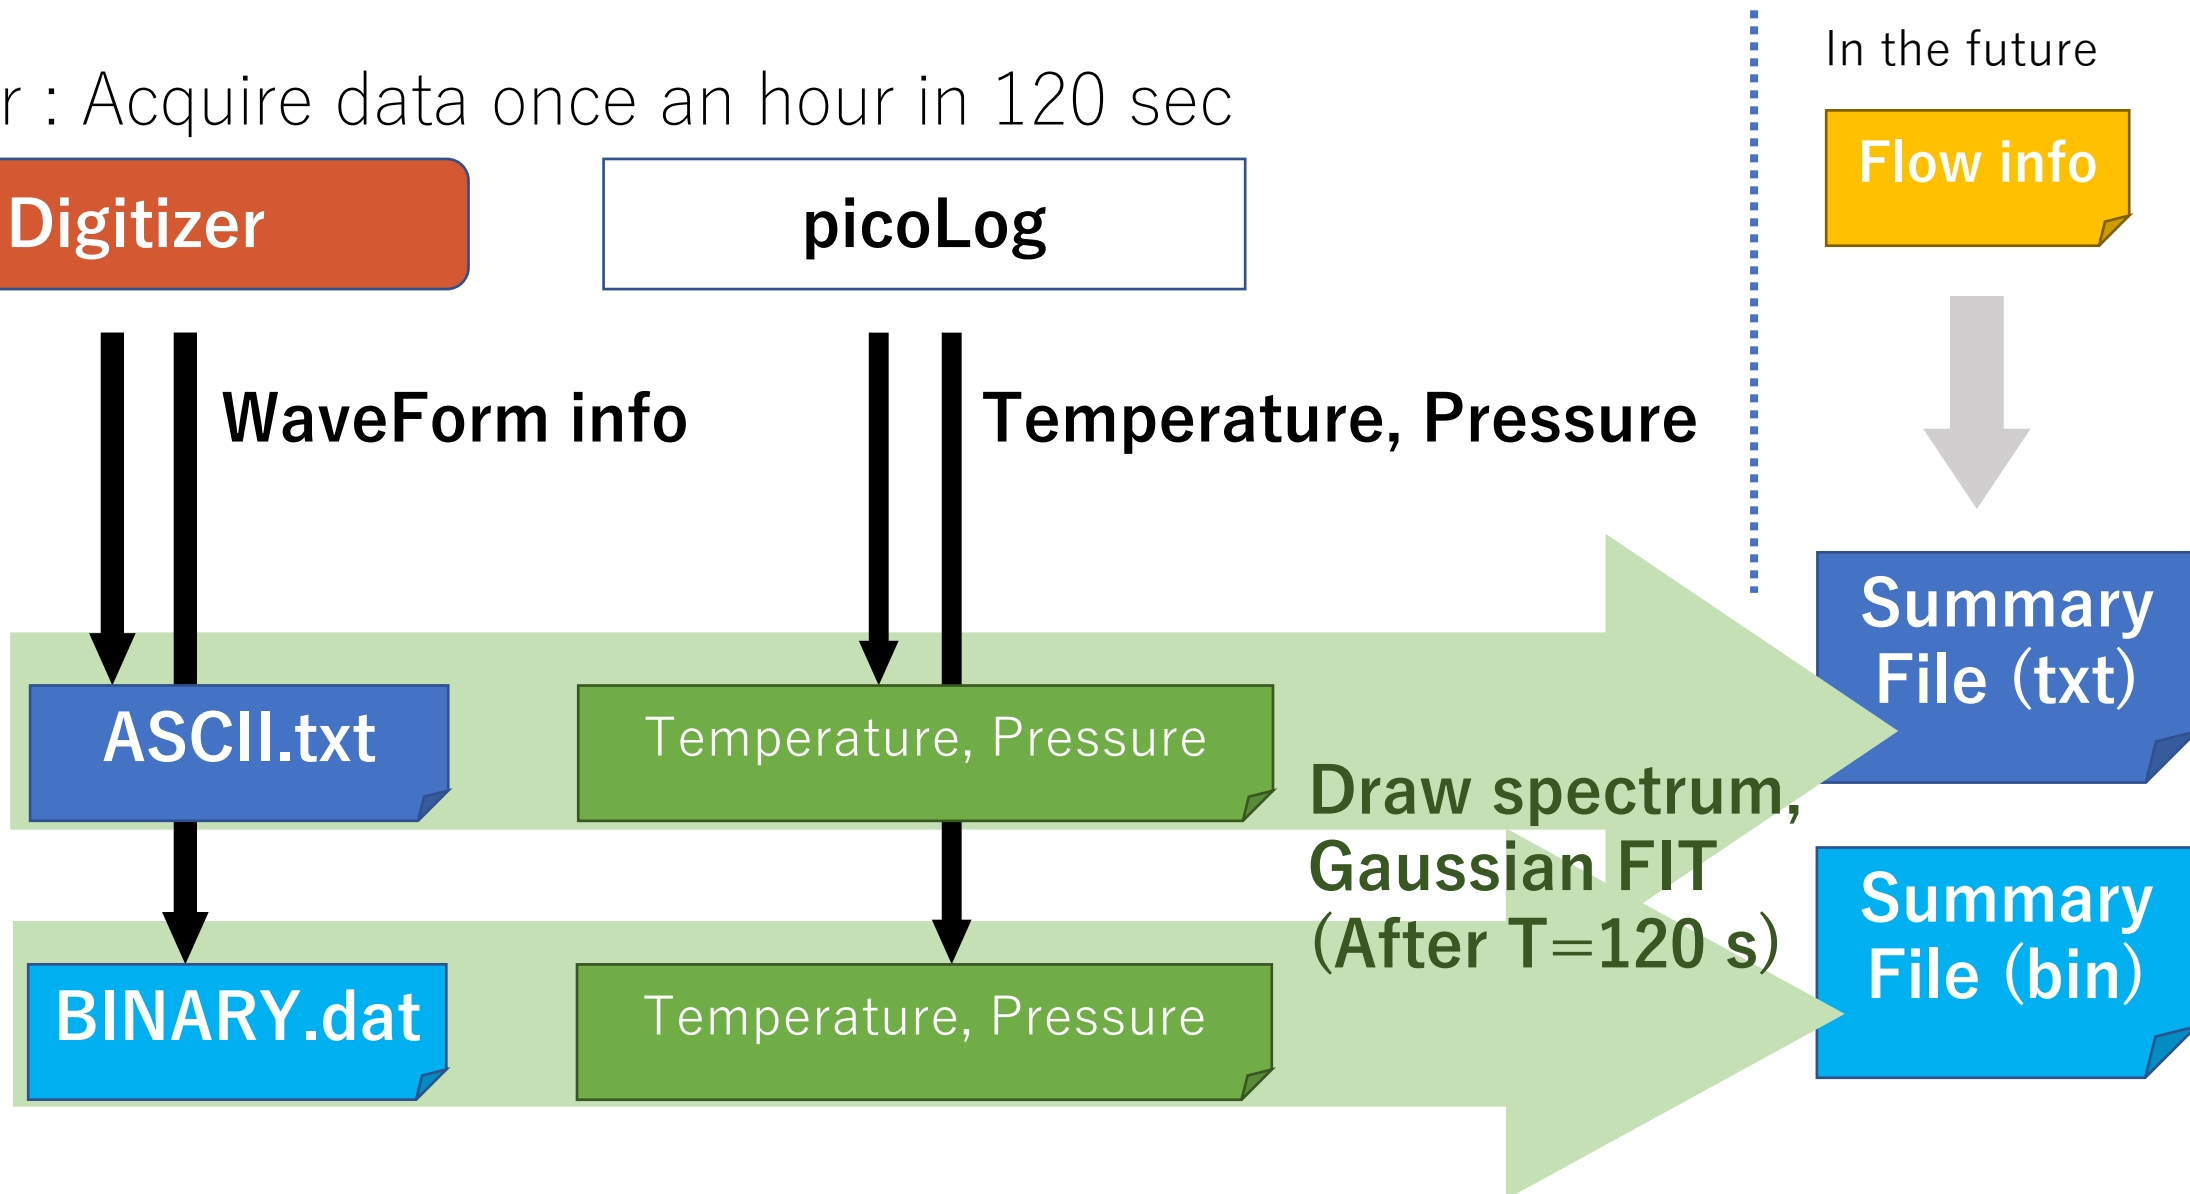 In the future
r : Acquire data once an hour in 120 sec
Flow info
Digitizer
picoLog
WaveForm info
Temperature, Pressure
Summary
File (txt)
ASCII.txt
Temperature, Pressure
Draw spectrum,
Gaussian FIT
(After T=120 s)
Summary
File (bin)
BINARY.dat
Temperature, Pressure